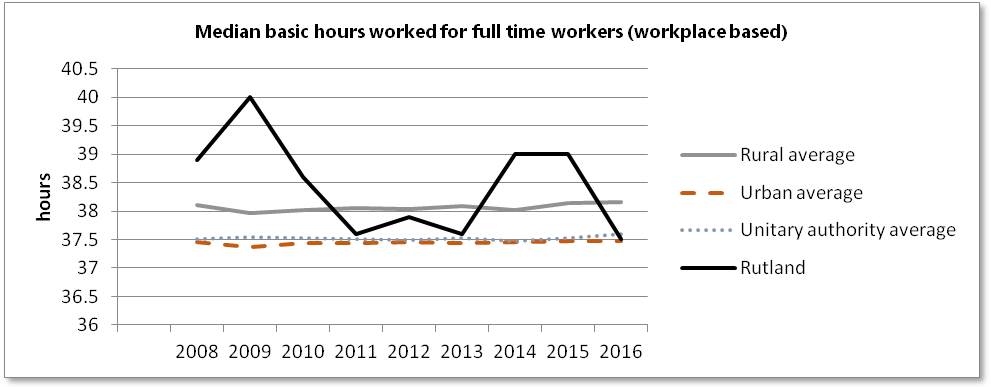 Median basic hours worked for full time workers (workplace based)
40.5
40
39.5
39
38.5
38
37.5
37
36.5
36
hours
2008 2009 2010 2011 2012 2013 2014 2015 2016
Rural average
Urban average
Unitary authority average
Rutland